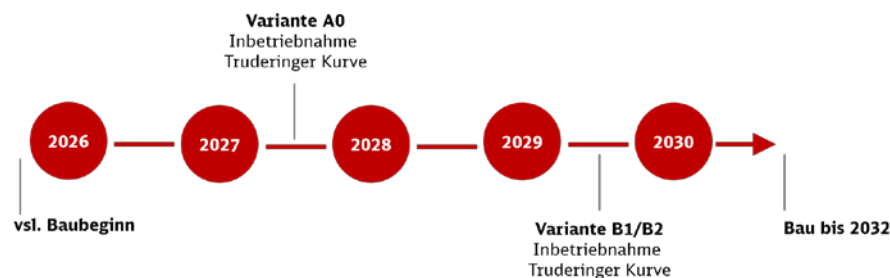 Variante A0
Inbetriebnahme
Truderinger Kurve
2026
2027
2028
2029
2030
vsl. Baubeginn
Variante B1/B2
Inbetriebnahme
Truderinger Kurve
Bau bis 2032